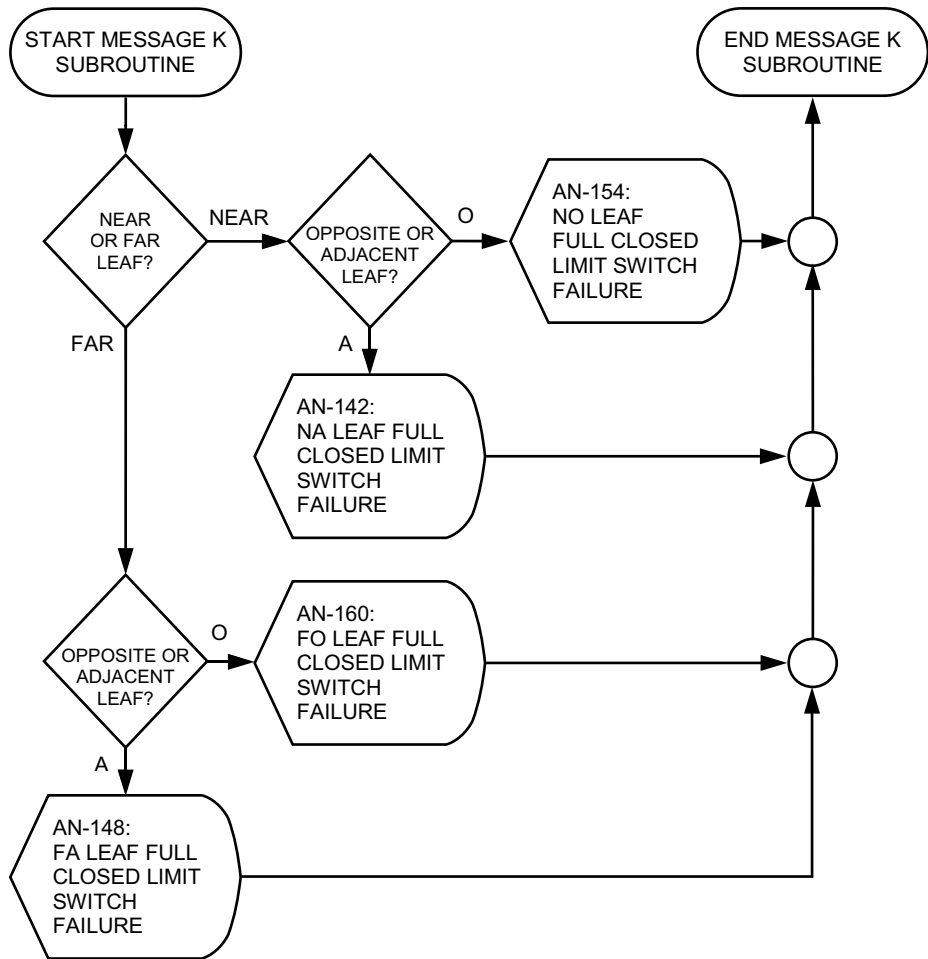 START MESSAGE K
SUBROUTINE
END MESSAGE K
SUBROUTINE
NEAR
OR FAR
LEAF?
NEAR
OPPOSITE OR
ADJACENT
LEAF?
O
AN-154:
NO LEAF
FULL CLOSED
LIMIT SWITCH
FAILURE
FAR
A
AN-142:
NA LEAF FULL
CLOSED LIMIT
SWITCH
FAILURE
OPPOSITE OR
ADJACENT
LEAF?
O
AN-160:
FO LEAF FULL
CLOSED LIMIT
SWITCH
FAILURE
A
AN-148:
FA LEAF FULL
CLOSED LIMIT
SWITCH
FAILURE